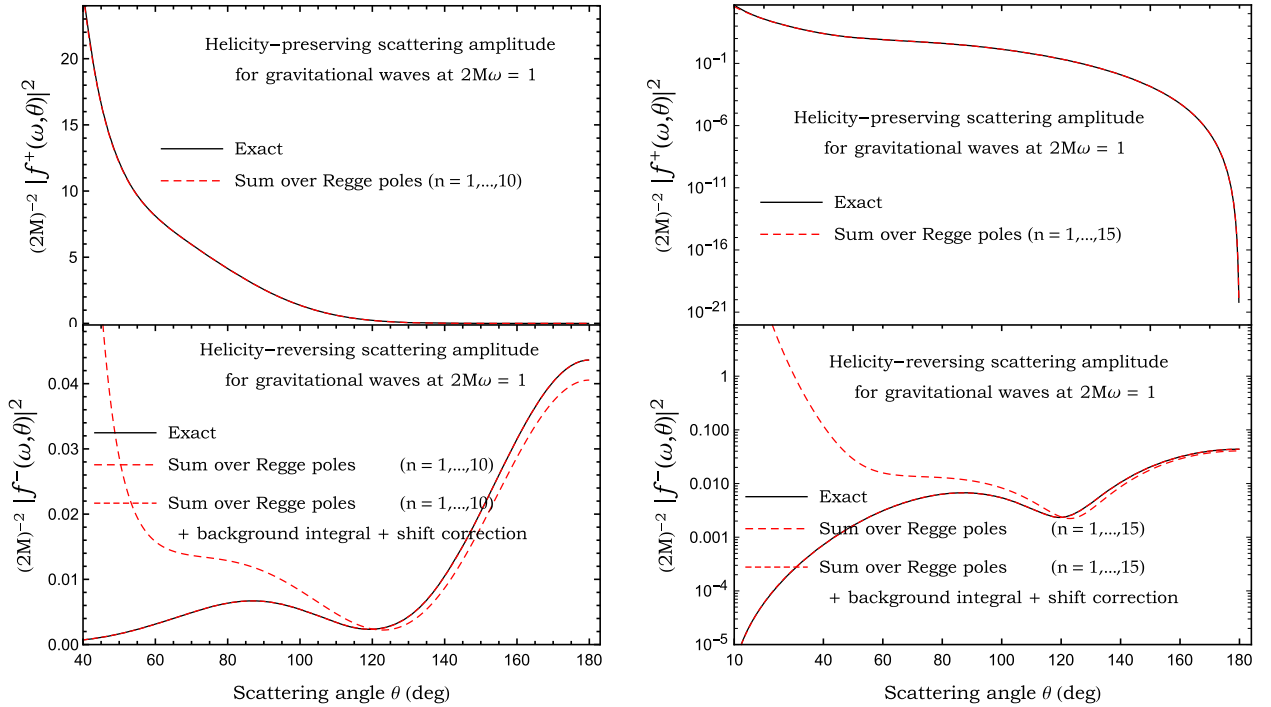 (2M)⁻² |f⁺(ω,θ)|²
20
15
10
5
0
Helicity−preserving scattering amplitude
for gravitational waves at 2Mω = 1
Exact
Sum over Regge poles (n = 1,...,10)
(2M)⁻² |f⁻(ω,θ)|²
0.04
0.03
0.02
0.01
0.00
Helicity−reversing scattering amplitude
for gravitational waves at 2Mω = 1
Exact
Sum over Regge poles (n = 1,...,10)
Sum over Regge poles (n = 1,...,10)
+ background integral + shift correction
40 60 80 100 120 140 160 180
Scattering angle θ (deg)
(2M)⁻² |f⁺(ω,θ)|²
10⁻¹
10⁻⁶
10⁻¹¹
10⁻¹⁶
10⁻²¹
Helicity−preserving scattering amplitude
for gravitational waves at 2Mω = 1
Exact
Sum over Regge poles (n = 1,...,15)
(2M)⁻² |f⁻(ω,θ)|²
1
0.100
0.010
0.001
10⁻⁴
10⁻⁵
Helicity−reversing scattering amplitude
for gravitational waves at 2Mω = 1
Exact
Sum over Regge poles (n = 1,...,15)
Sum over Regge poles (n = 1,...,15)
+ background integral + shift correction
10 40 60 80 100 120 140 160 180
Scattering angle θ (deg)